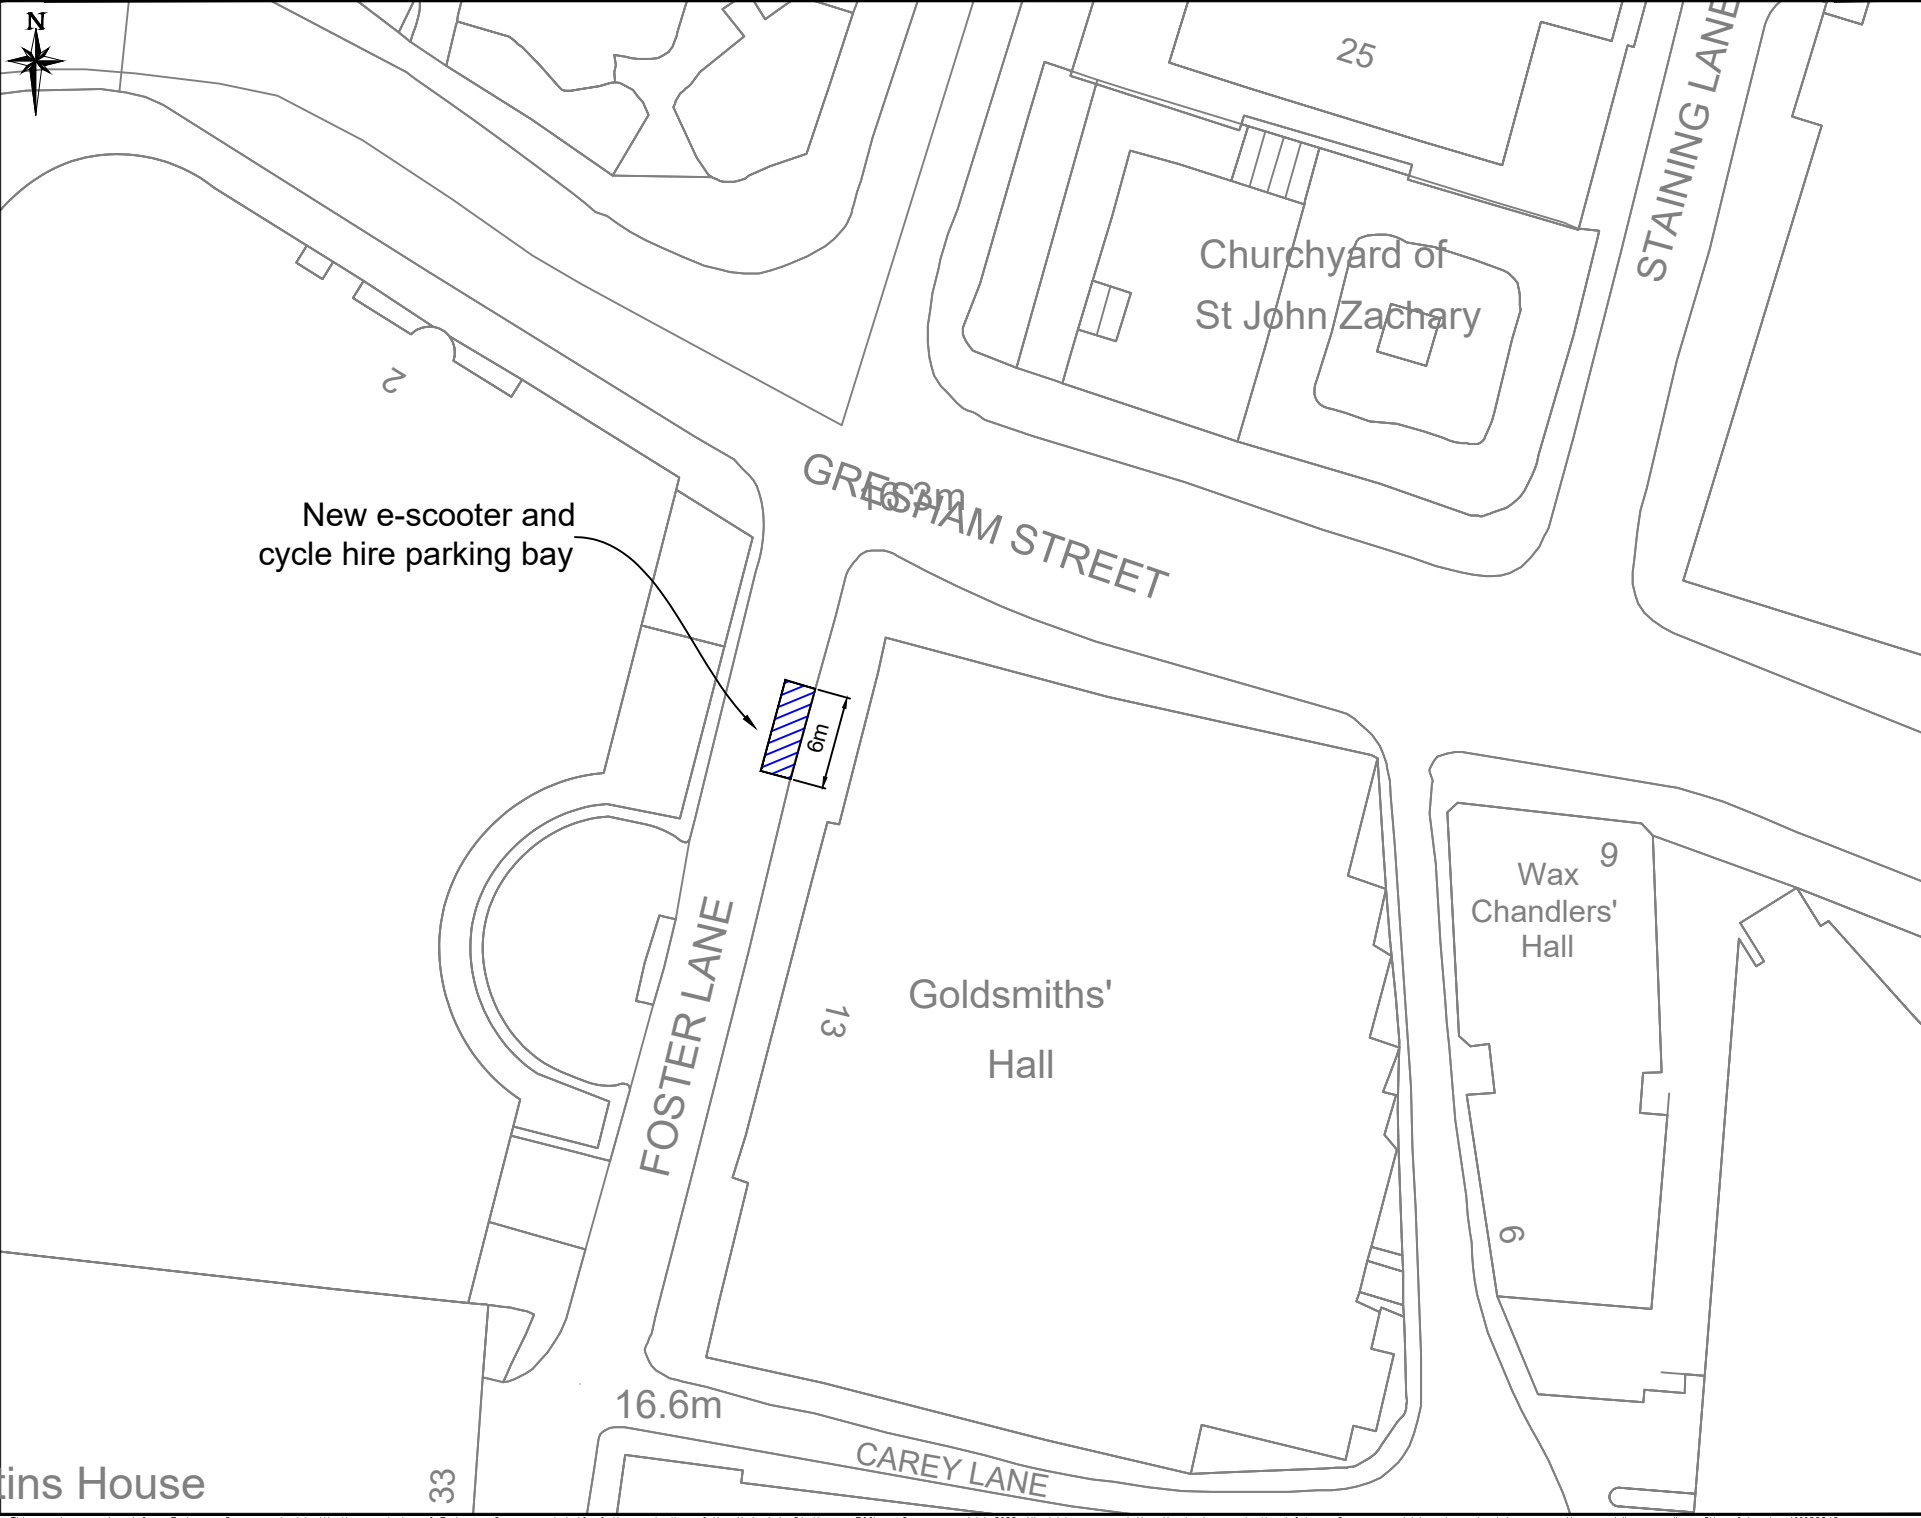 N
25
STAINING LANE
Churchyard of
St John Zachary
2
GRESHAM STREET
16.3m
New e-scooter and
cycle hire parking bay
6m
9
Wax
Chandlers'
Hall
FOSTER LANE
13
Goldsmiths'
Hall
6
16.6m
CAREY LANE
tins House
33